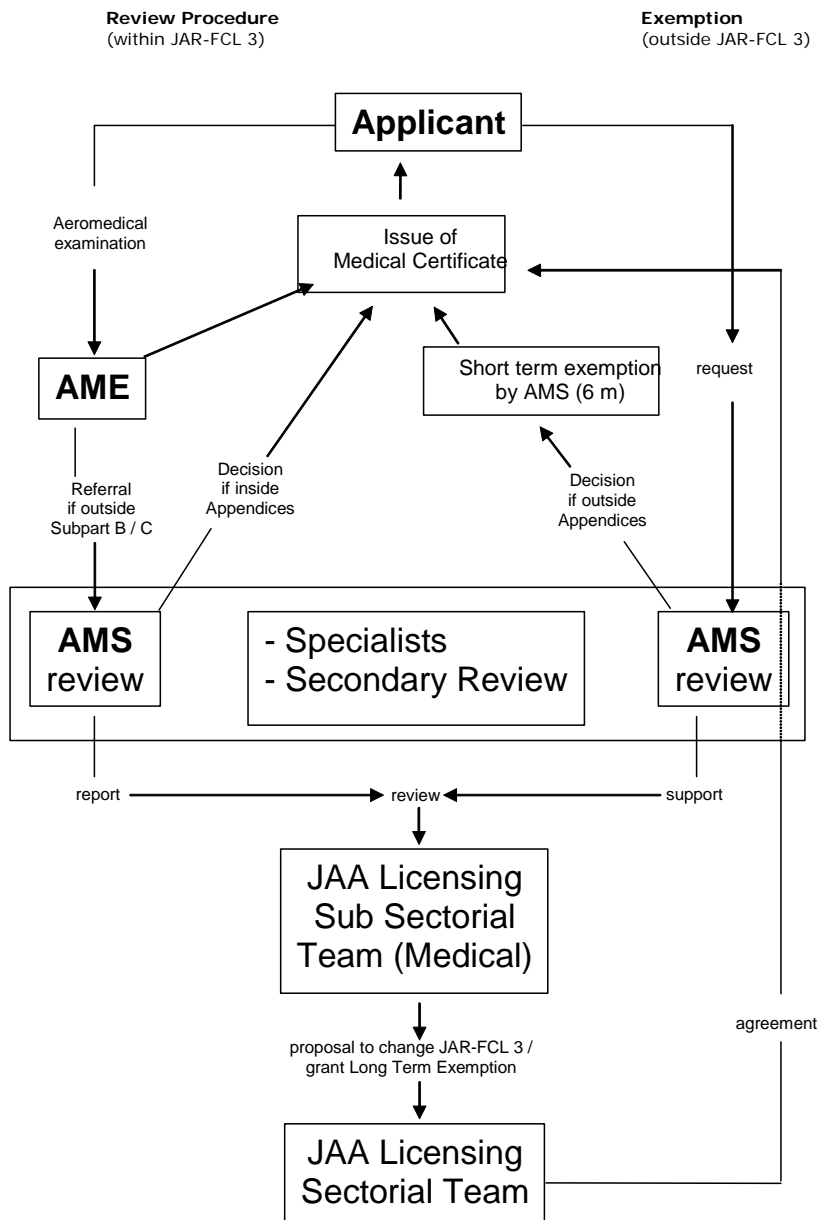 Review Procedure
(within JAR-FCL 3)
Exemption
(outside JAR-FCL 3)
Applicant
Aeromedical
examination
Issue of
Medical Certificate
AME
Short term exemption
by AMS (6 m)
request
Referral
if outside
Subpart B / C
Decision
if inside
Appendices
Decision
if outside
Appendices
AMS
review
- Specialists
- Secondary Review
AMS
review
report
review
support
JAA Licensing
Sub Sectorial
Team (Medical)
agreement
proposal to change JAR-FCL 3 /
grant Long Term Exemption
JAA Licensing
Sectorial Team